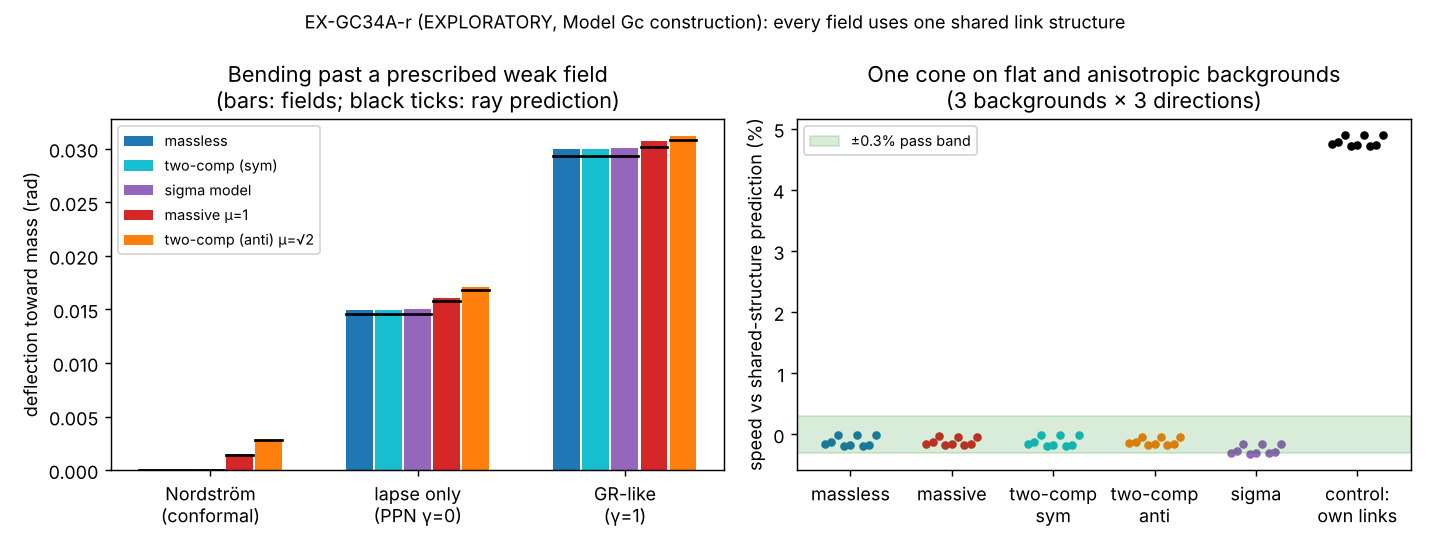 EX-GC34A-r (EXPLORATORY, Model Gc construction): every field uses one shared link structure
Bending past a prescribed weak field
(bars: fields; black ticks: ray prediction)
deflection toward mass (rad)
0.030
0.025
0.020
0.015
0.010
0.005
0.000
massless
two-comp (sym)
sigma model
massive μ=1
two-comp (anti) μ=√2
Nordström
(conformal)
lapse only
(PPN γ=0)
GR-like
(γ=1)
One cone on flat and anisotropic backgrounds
(3 backgrounds × 3 directions)
speed vs shared-structure prediction (%)
5
4
3
2
1
0
±0.3% pass band
massless
massive
two-comp
sym
two-comp
anti
sigma
control:
own links